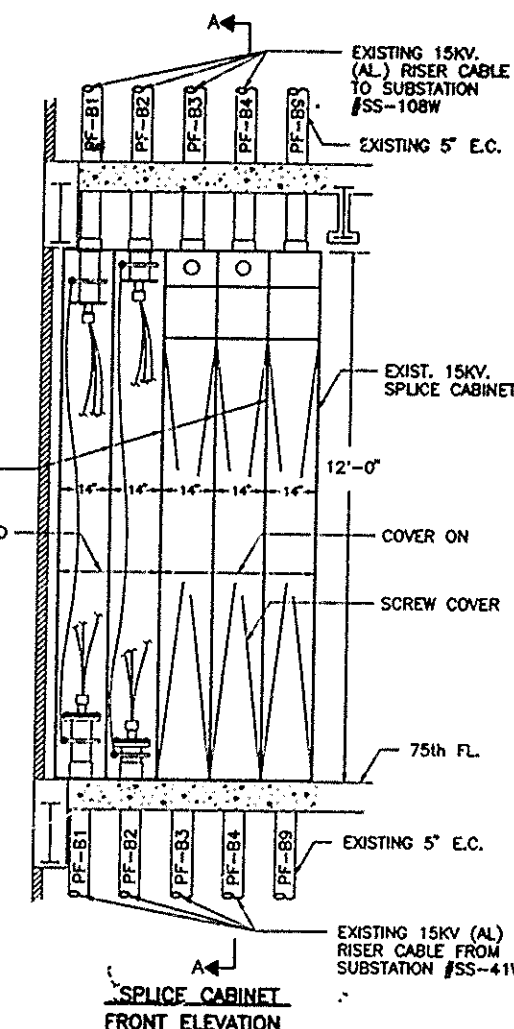 A
EXISTING 15KV.
(AL.) RISER CABLE
TO SUBSTATION
#SS-108W
PF-B1
PF-B2
PF-B3
PF-B4
PF-B9
EXISTING 5" E.C.
EXIST. 15KV.
SPLICE CABINET
12'-0"
14"
14"
14"
14"
14"
COVER ON
SCREW COVER
75th FL.
PF-B1
PF-B2
PF-B3
PF-B4
PF-B9
EXISTING 5" E.C.
EXISTING 15KV (AL)
RISER CABLE FROM
SUBSTATION
A
SPLICE CABINET
FRONT ELEVATION